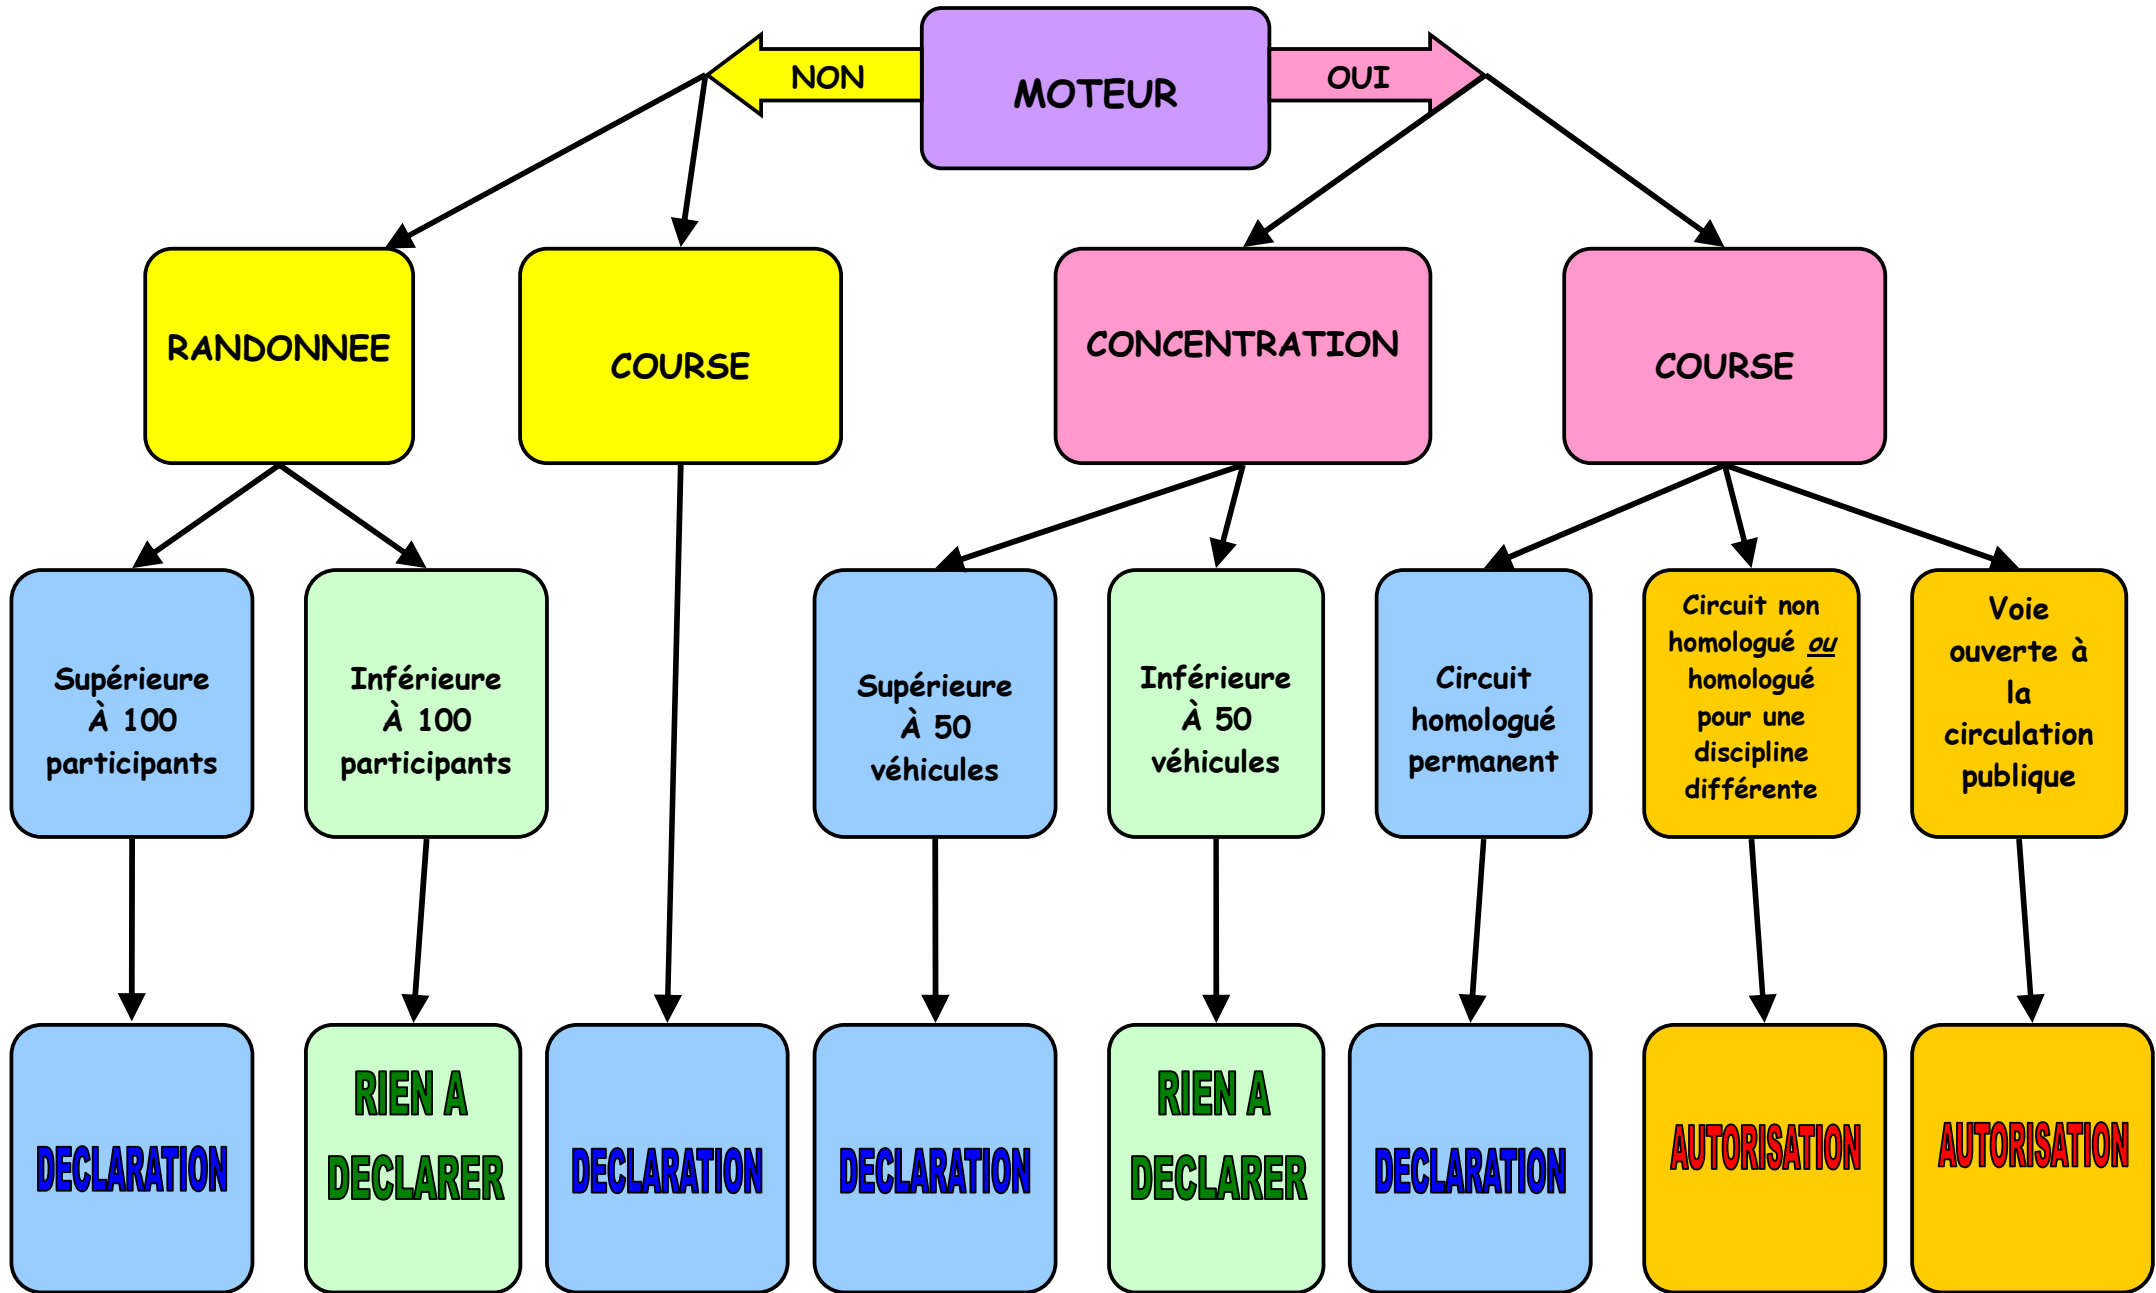 NON
MOTEUR
OUI
RANDONNEE
COURSE
CONCENTRATION
COURSE
Supérieure
À 100
participants
Inférieure
À 100
participants
Supérieure
À 50
véhicules
Inférieure
À 50
véhicules
Circuit
homologué
permanent
Circuit non
homologué ou
homologué
pour une
discipline
différente
Voie
ouverte à
la
circulation
publique
DECLARATION
RIEN A
DECLARER
DECLARATION
DECLARATION
RIEN A
DECLARER
DECLARATION
AUTORISATION
AUTORISATION